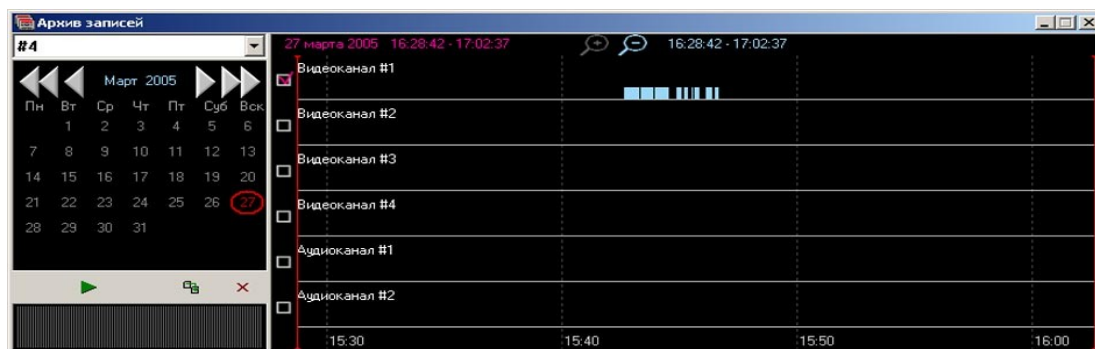 Архив записей
#4
27 марта 2005 16:28:42 - 17:02:37
16:28:42 - 17:02:37
Март 2005
Пн Вт Ср Чт Пт Суб Вск
1 2 3 4 5 6
7 8 9 10 11 12 13
14 15 16 17 18 19 20
21 22 23 24 25 26 27
28 29 30 31
Видеоканал #1
Видеоканал #2
Видеоканал #3
Видеоканал #4
Аудиоканал #1
Аудиоканал #2
15:30 15:40 15:50 16:00